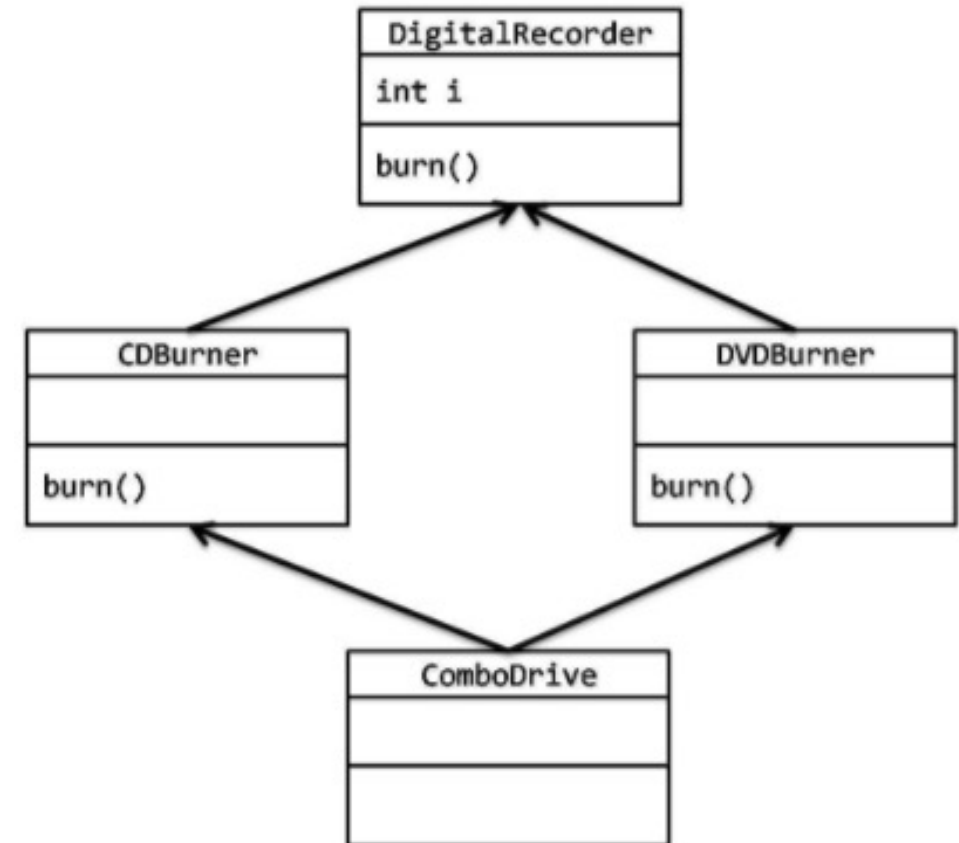 DigitalRecorder
int i
burn()
CDBurner
burn()
DVDBurner
burn()
ComboDrive